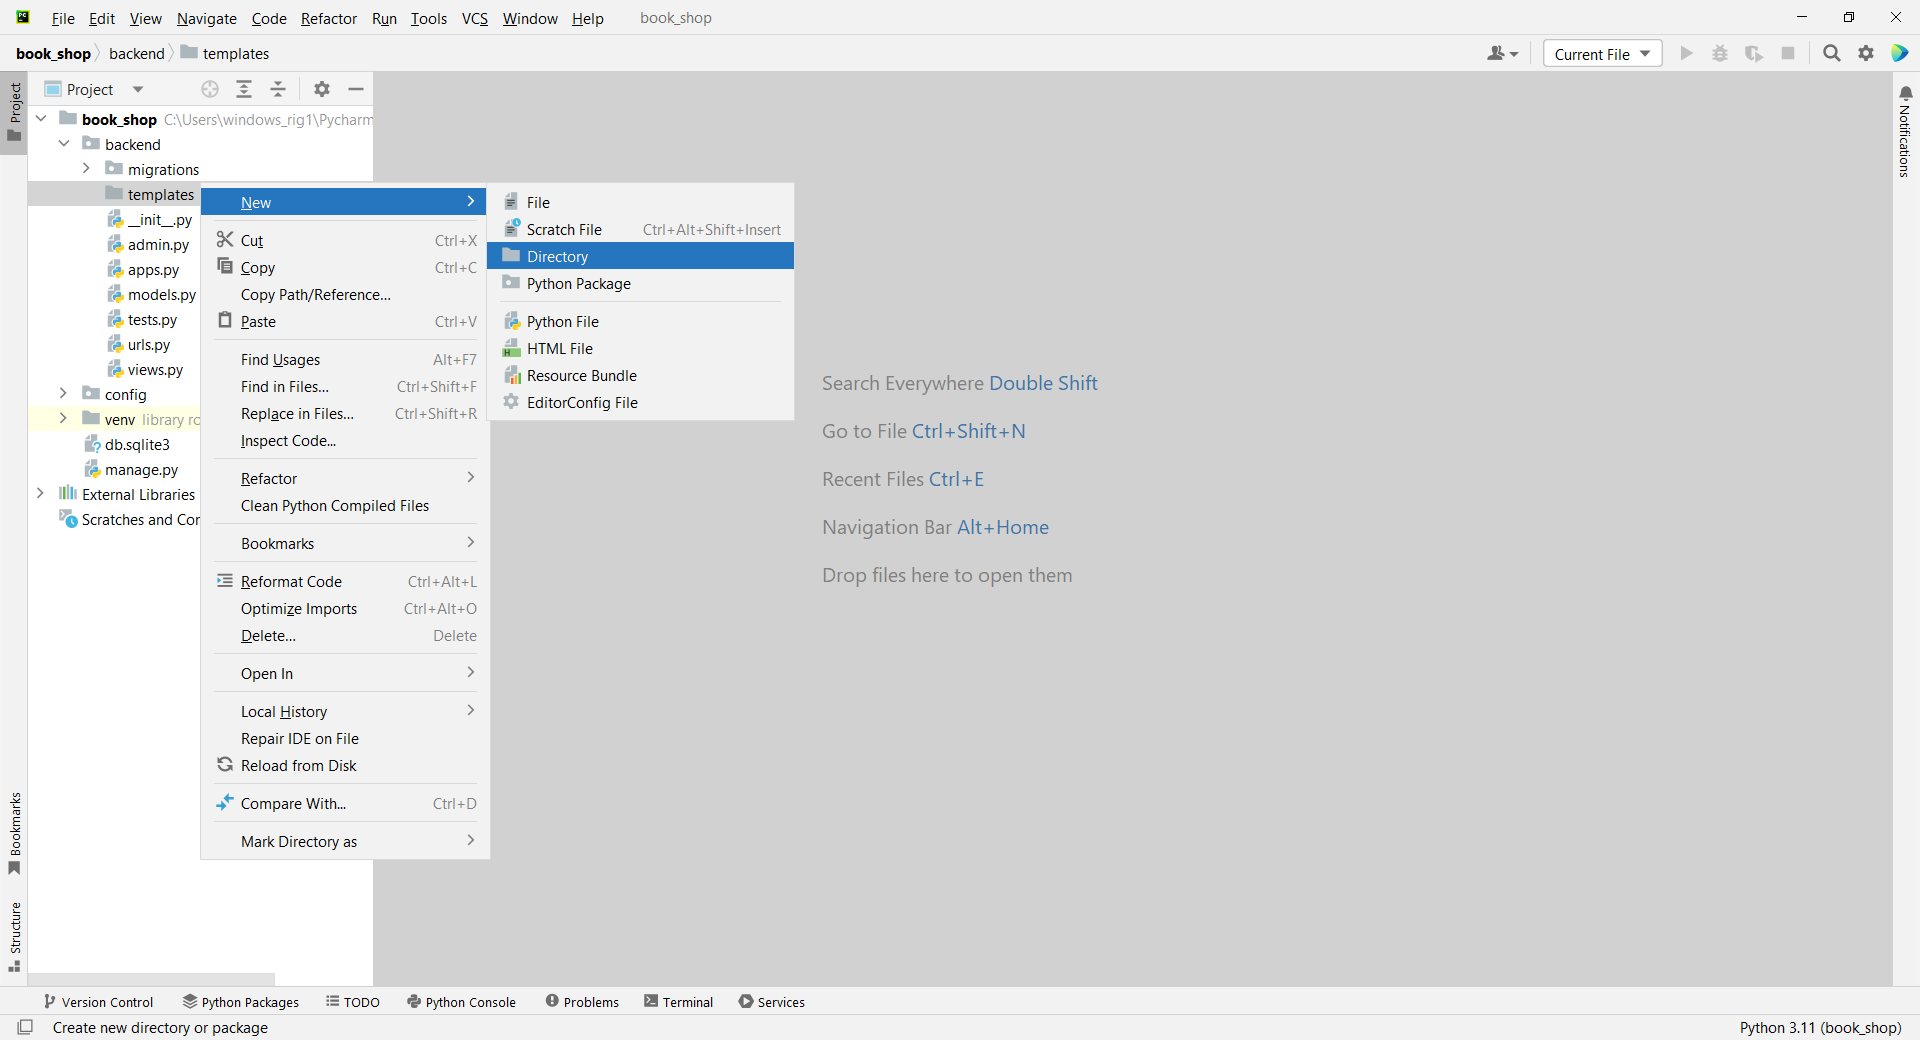 File Edit View Navigate Code Refactor Run Tools VCS Window Help book_shop
book_shop backend templates
Current File
Project
Project
book_shop C:\Users\windows_rig1\Pycharm
backend
migrations
templates
__init__.py
admin.py
apps.py
models.py
tests.py
urls.py
views.py
config
venv library ro
db.sqlite3
manage.py
External Libraries
Scratches and Cor
New
Cut Ctrl+X
Copy Ctrl+C
Copy Path/Reference...
Paste Ctrl+V
Find Usages Alt+F7
Find in Files... Ctrl+Shift+F
Replace in Files... Ctrl+Shift+R
Inspect Code...
Refactor
Clean Python Compiled Files
Bookmarks
Reformat Code Ctrl+Alt+L
Optimize Imports Ctrl+Alt+O
Delete... Delete
Open In
Local History
Repair IDE on File
Reload from Disk
Compare With... Ctrl+D
Mark Directory as
File
Scratch File Ctrl+Alt+Shift+Insert
Directory
Python Package
Python File
HTML File
Resource Bundle
EditorConfig File
Search Everywhere Double Shift
Go to File Ctrl+Shift+N
Recent Files Ctrl+E
Navigation Bar Alt+Home
Drop files here to open them
Notifications
Bookmarks
Structure
Version Control Python Packages TODO Python Console Problems Terminal Services
Create new directory or package
Python 3.11 (book_shop)